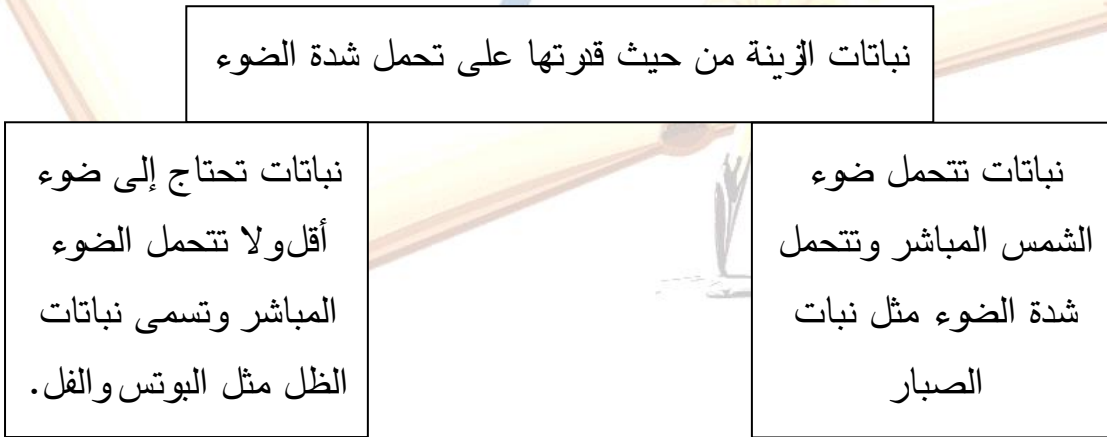 نباتات الزينة من حيث قدرتها على تحمل شدة الضوء
نباتات تتحمل ضوء
الشمس المباشر وتتحمل
شدة الضوء مثل نبات
الصبار
نباتات تحتاج إلى ضوء
أقل ولا تتحمل الضوء
المباشر وتسمى نباتات
الظل مثل البوتس والفل.